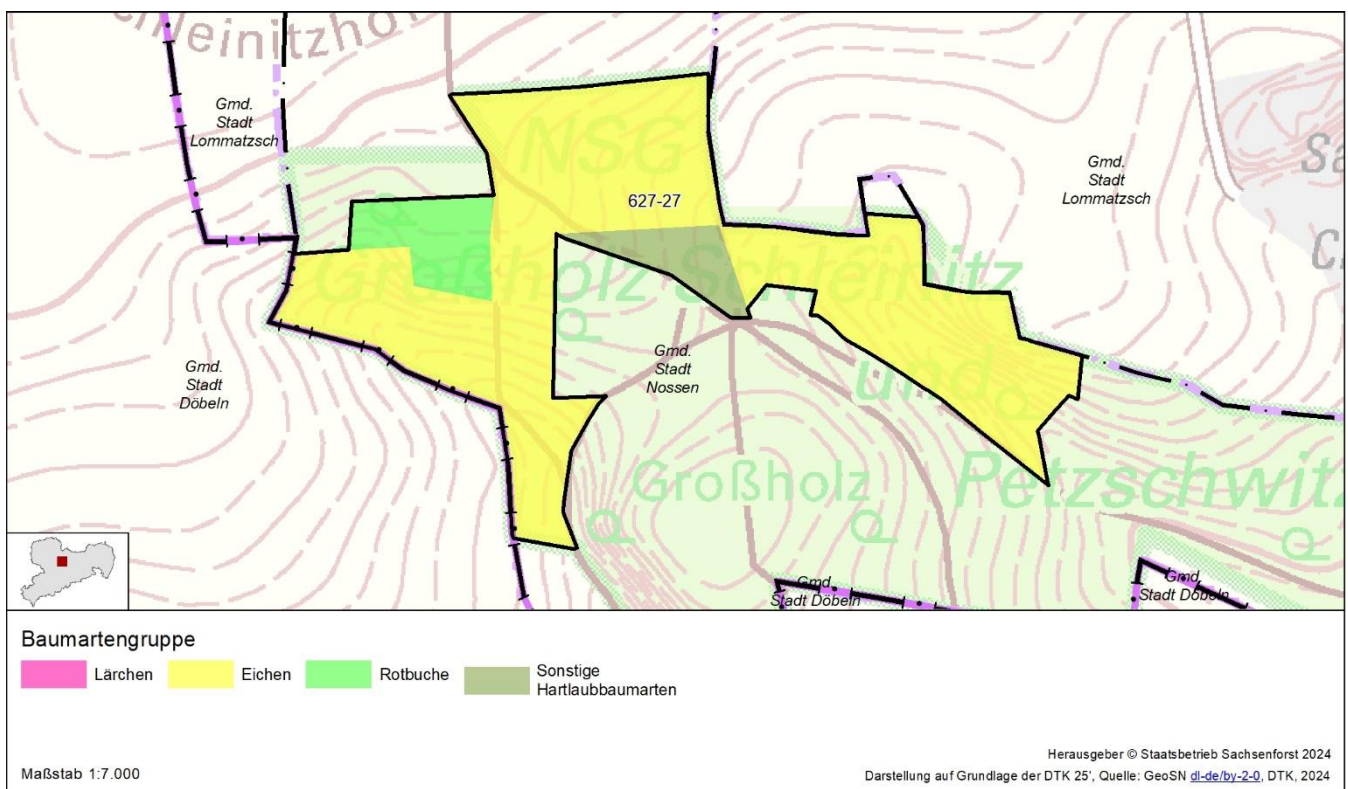 leinitzho
Gmd.
Stadt
Lommatzsch
NSG
627-27
Gmd.
Stadt
Lommatzsch
Großholz Schleinitz
Gmd.
Stadt
Döbeln
Gmd.
Stadt
Nossen
und
Großholz
Petzschwitz
Gmd.
Stadt Döbeln
Gmd.
Stadt Döbeln
Baumartengruppe
Lärchen
Eichen
Rotbuche
Sonstige
Hartlaubbaumarten
Maßstab 1:7.000
Herausgeber © Staatsbetrieb Sachsenforst 2024
Darstellung auf Grundlage der DTK 25', Quelle: GeoSN dl-de/by-2-0, DTK, 2024